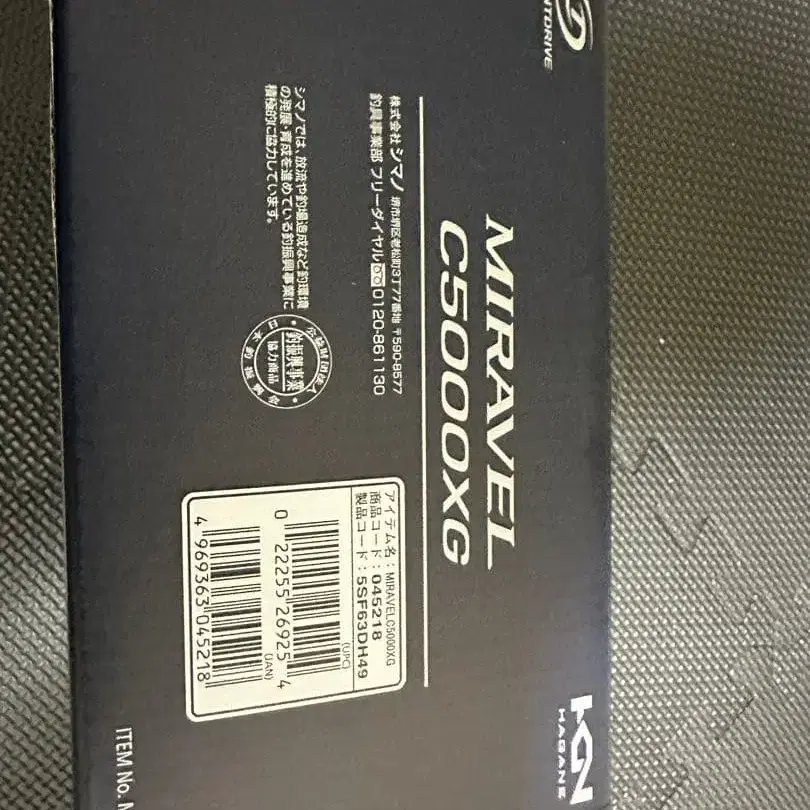 MIRAVEL
C5000XG
株式会社 シマノ 堺市堺区老松町3丁77番地 〒590-8577
釣具事業部 フリーダイヤル 0120-861130
シマノでは、放流や釣場造成など釣環境
の発展・育成を進めている釣振興事業に
積極的に協力しています。
釣振興事業
協力商品
アイテム名：MIRAVELC5000XG
商品コード：045218
製品コード：5SF63DH49
(UPC)
0 22255 26925 4
(JAN)
4 969363 045218
HAGANE
ITEM No.